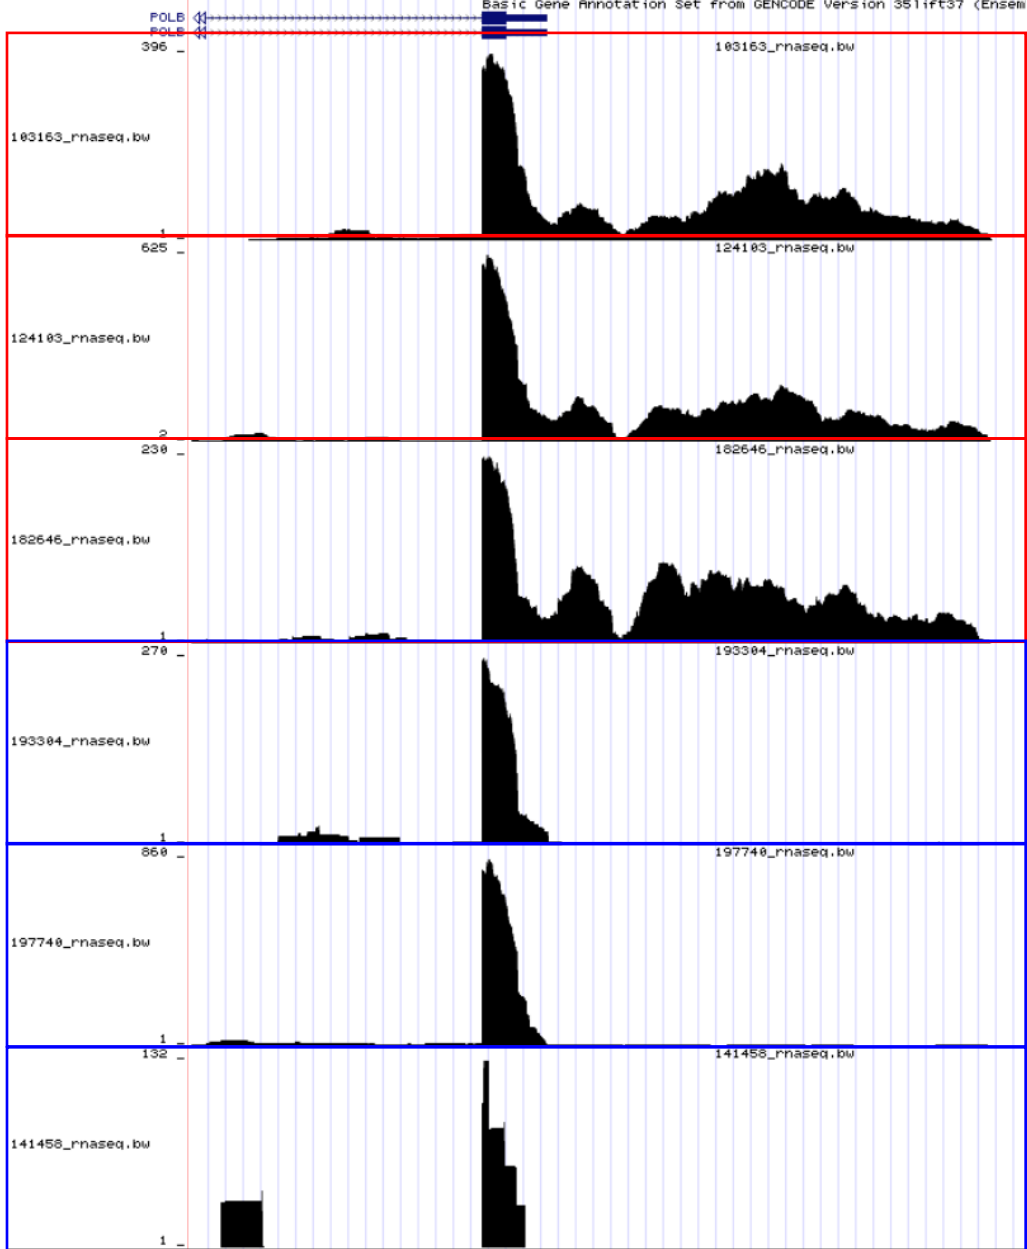 Basic Gene Annotation Set from GENCODE Version 35lift37 (Ensem
POLB
POLB
396 _
103163_rnaseq.bw
103163_rnaseq.bw
1 _
625 _
124103_rnaseq.bw
124103_rnaseq.bw
2 _
230 _
182646_rnaseq.bw
182646_rnaseq.bw
1 _
270 _
193304_rnaseq.bw
193304_rnaseq.bw
1 _
860 _
197740_rnaseq.bw
197740_rnaseq.bw
1 _
132 _
141458_rnaseq.bw
141458_rnaseq.bw
1 _